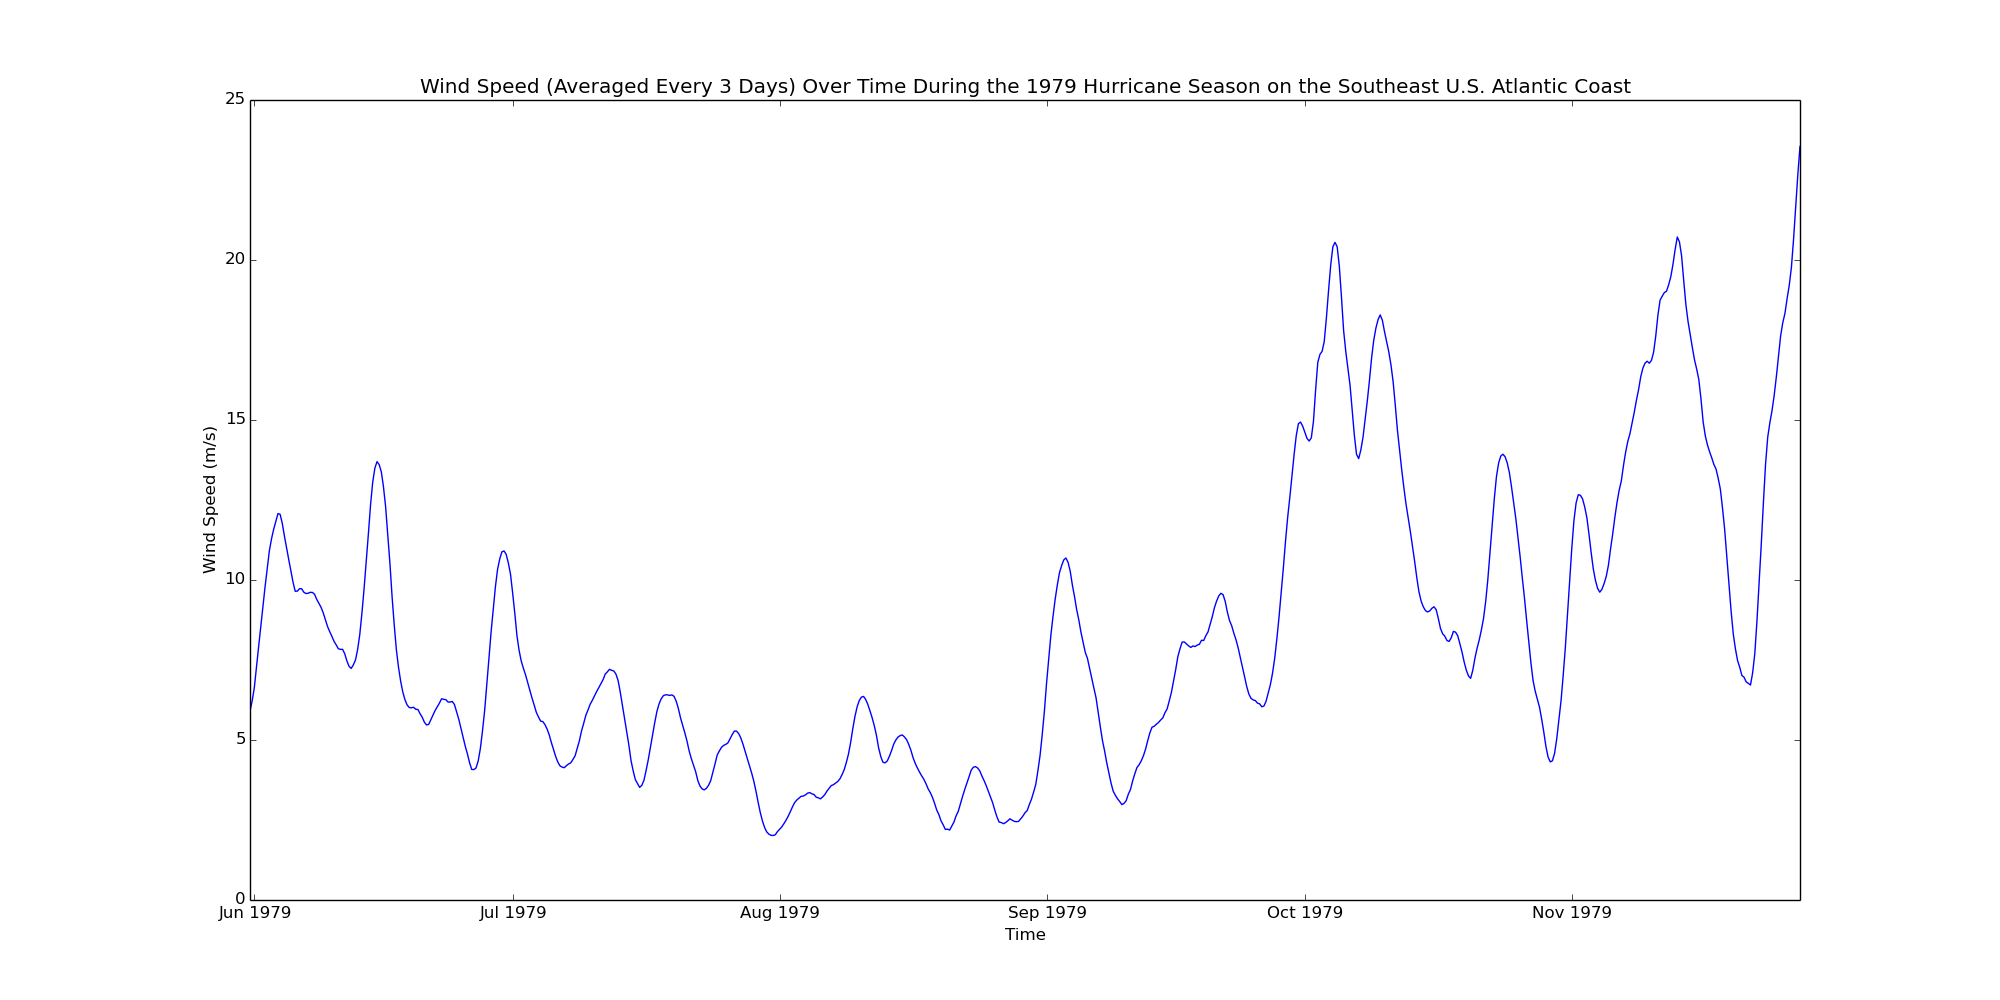 Wind Speed (Averaged Every 3 Days) Over Time During the 1979 Hurricane Season on the Southeast U.S. Atlantic Coast
25
20
15
10
5
0
Wind Speed (m/s)
Jun 1979 Jul 1979 Aug 1979 Sep 1979 Oct 1979 Nov 1979
Time